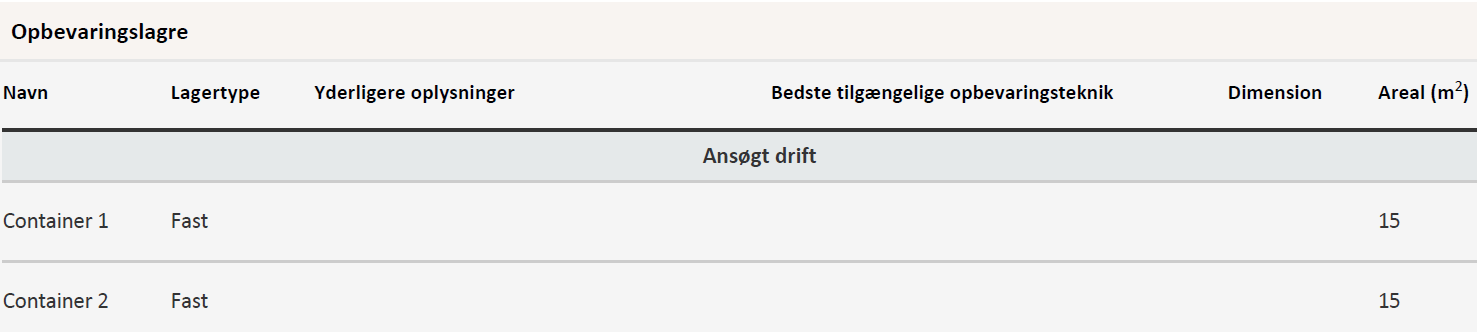 Opbevaringslagre
Navn Lagertype Yderligere oplysninger Bedste tilgængelige opbevaringsteknik Dimension Areal (m²)
Ansøgt drift
Container 1 Fast 15
Container 2 Fast 15